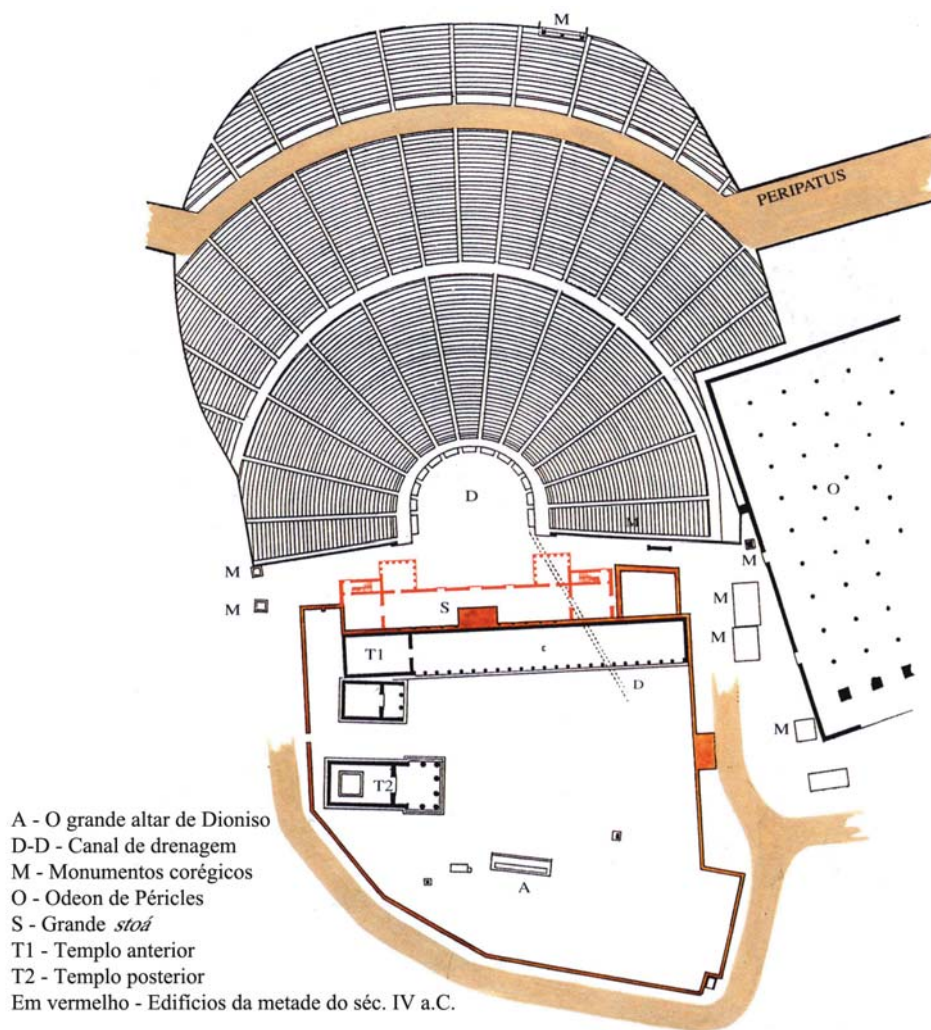 M
PERIPATUS
O
D
M
M
M
M
S
M
M
T1
c
D
M
T2
A
A - O grande altar de Dioniso
D-D - Canal de drenagem
M - Monumentos corégicos
O - Odeon de Péricles
S - Grande stoá
T1 - Templo anterior
T2 - Templo posterior
Em vermelho - Edifícios da metade do séc. IV a.C.